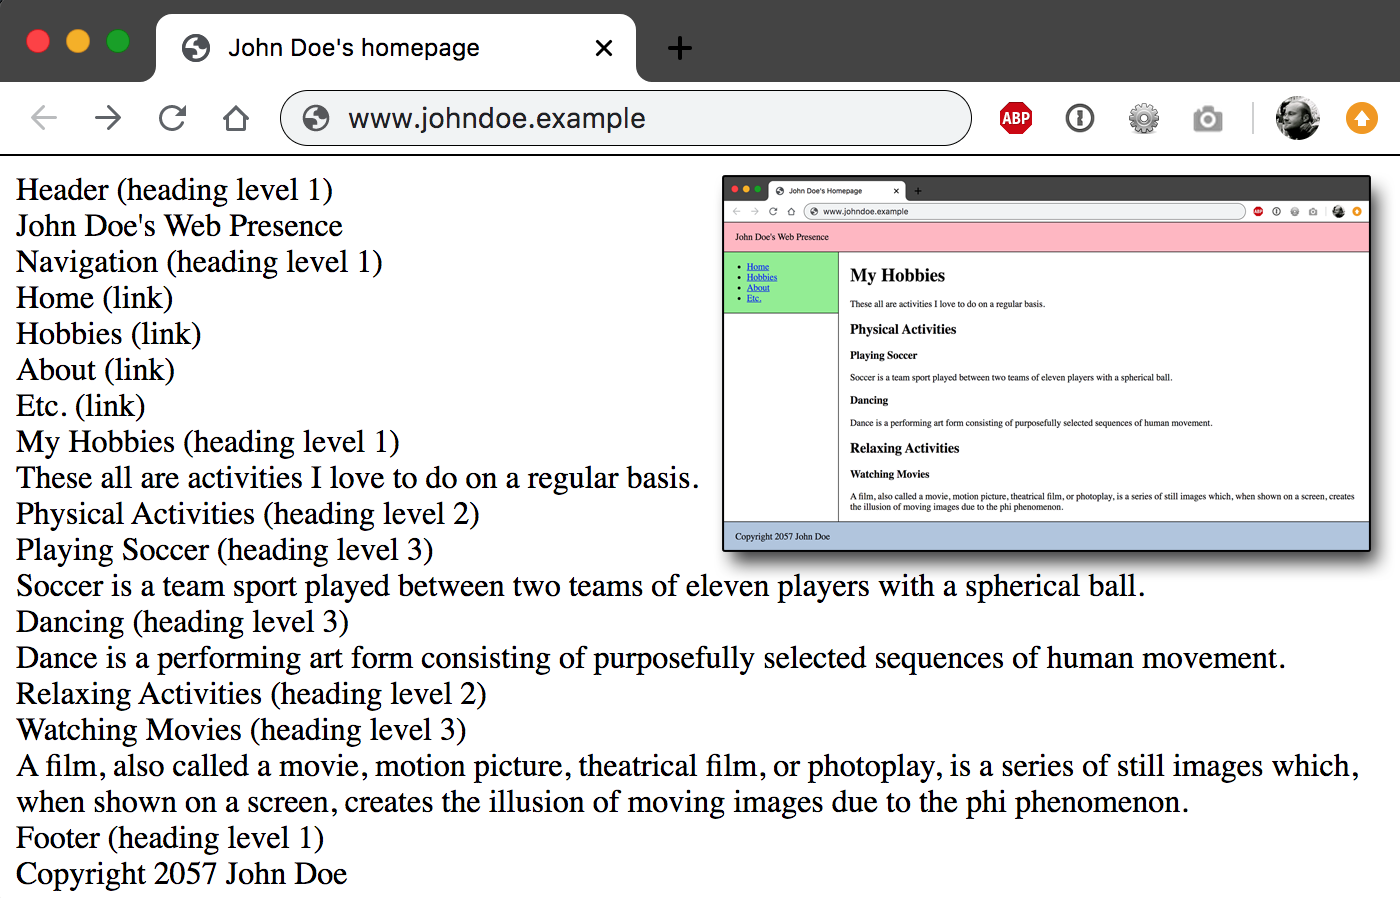 John Doe's homepage
www.johndoe.example
ABP
Header (heading level 1)
John Doe's Web Presence
Navigation (heading level 1)
Home (link)
Hobbies (link)
About (link)
Etc. (link)
My Hobbies (heading level 1)
These all are activities I love to do on a regular basis.
Physical Activities (heading level 2)
Playing Soccer (heading level 3)
Soccer is a team sport played between two teams of eleven players with a spherical ball.
Dancing (heading level 3)
Dance is a performing art form consisting of purposefully selected sequences of human movement.
Relaxing Activities (heading level 2)
Watching Movies (heading level 3)
A film, also called a movie, motion picture, theatrical film, or photoplay, is a series of still images which,
when shown on a screen, creates the illusion of moving images due to the phi phenomenon.
Footer (heading level 1)
Copyright 2057 John Doe
John Doe's Homepage
www.johndoe.example
ABP
John Doe's Web Presence
Home
Hobbies
About
Etc.
My Hobbies
These all are activities I love to do on a regular basis.
Physical Activities
Playing Soccer
Soccer is a team sport played between two teams of eleven players with a spherical ball.
Dancing
Dance is a performing art form consisting of purposefully selected sequences of human movement.
Relaxing Activities
Watching Movies
A film, also called a movie, motion picture, theatrical film, or photoplay, is a series of still images which, when shown on a screen, creates
the illusion of moving images due to the phi phenomenon.
Copyright 2057 John Doe